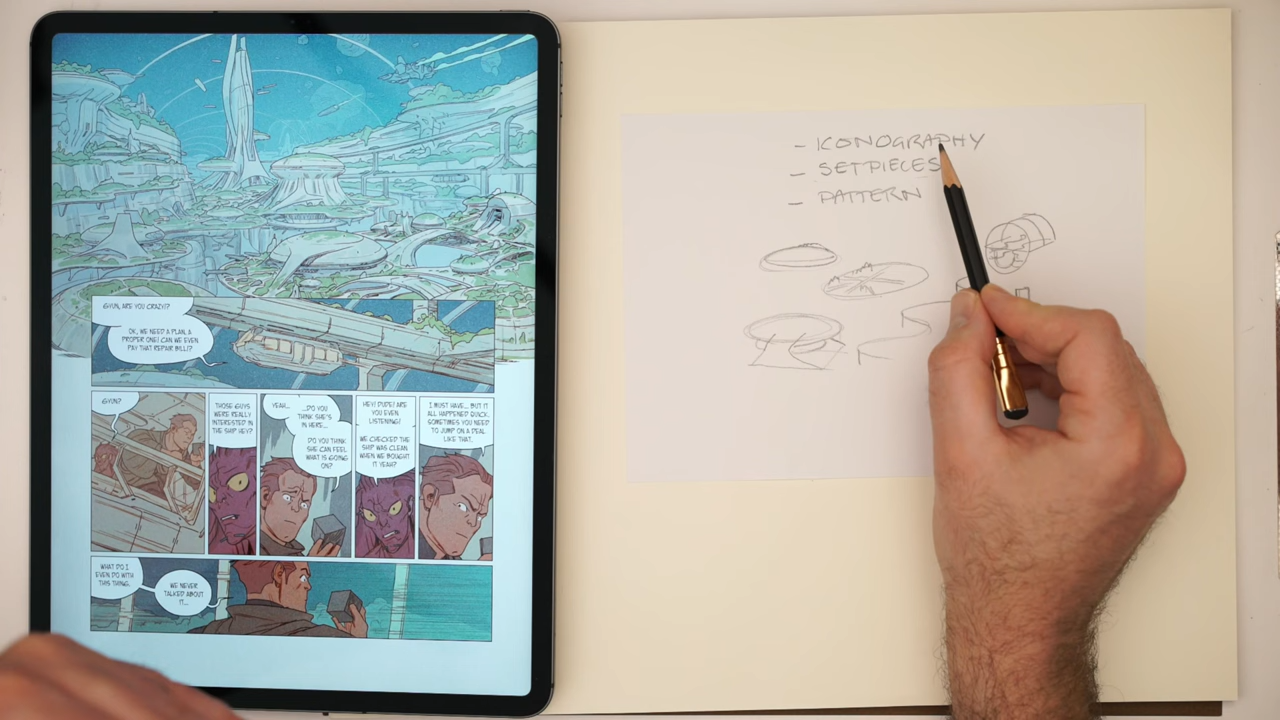 GYUN, ARE YOU CRAZY!?
OK, WE NEED A PLAN, A
PROPER ONE! CAN WE EVEN
PAY THAT REPAIR BILL!?
GYUN?
THOSE GUYS
WERE REALLY
INTERESTED IN
THE SHIP HEY?
YEAH...
...DO YOU
THINK SHE'S
IN HERE...
DO YOU THINK
SHE CAN FEEL
WHAT IS GOING
ON?
HEY! DUDE! ARE
YOU EVEN
LISTENING!
WE CHECKED THE
SHIP WAS CLEAN
WHEN WE BOUGHT
IT YEAH?
I MUST HAVE... BUT IT
ALL HAPPENED QUICK.
SOMETIMES YOU NEED
TO JUMP ON A DEAL
LIKE THAT.
WHAT DO I
EVEN DO WITH
THIS THING.
WE NEVER
TALKED ABOUT
IT...
- ICONOGRAPHY
- SETPIECES
- PATTERN